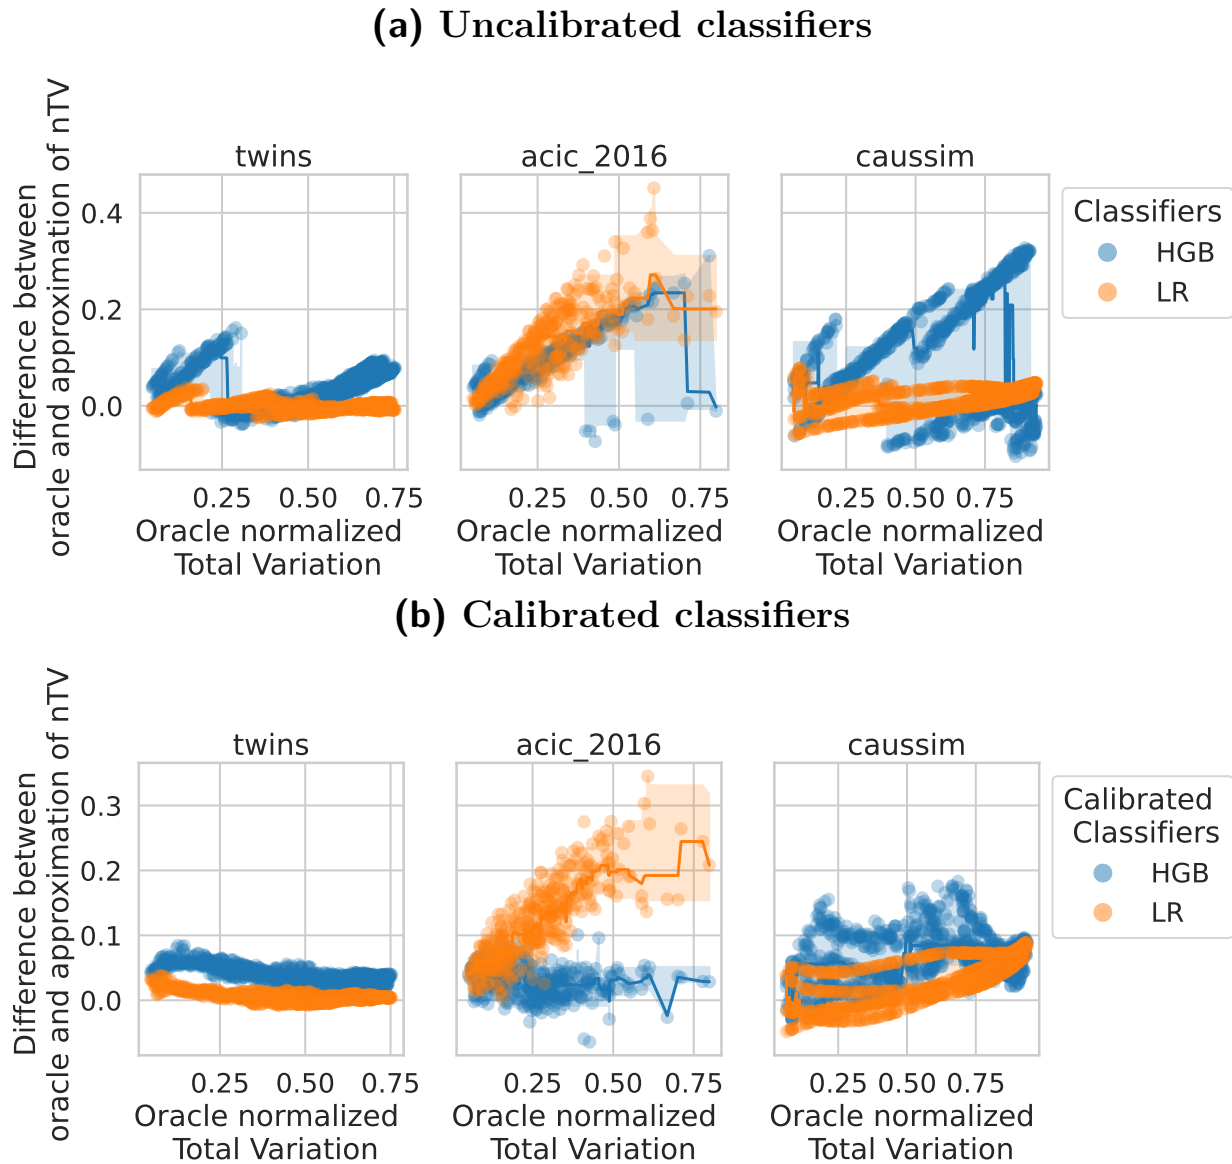 (a) Uncalibrated classifiers
Difference between
oracle and approximation of nTV
twins
acic_2016
caussim
0.4
0.2
0.0
Classifiers
HGB
LR
0.25 0.50 0.75
0.25 0.50 0.75
0.25 0.50 0.75
Oracle normalized
Total Variation
Oracle normalized
Total Variation
Oracle normalized
Total Variation
(b) Calibrated classifiers
Difference between
oracle and approximation of nTV
twins
acic_2016
caussim
0.3
0.2
0.1
0.0
Calibrated
Classifiers
HGB
LR
0.25 0.50 0.75
0.25 0.50 0.75
0.25 0.50 0.75
Oracle normalized
Total Variation
Oracle normalized
Total Variation
Oracle normalized
Total Variation